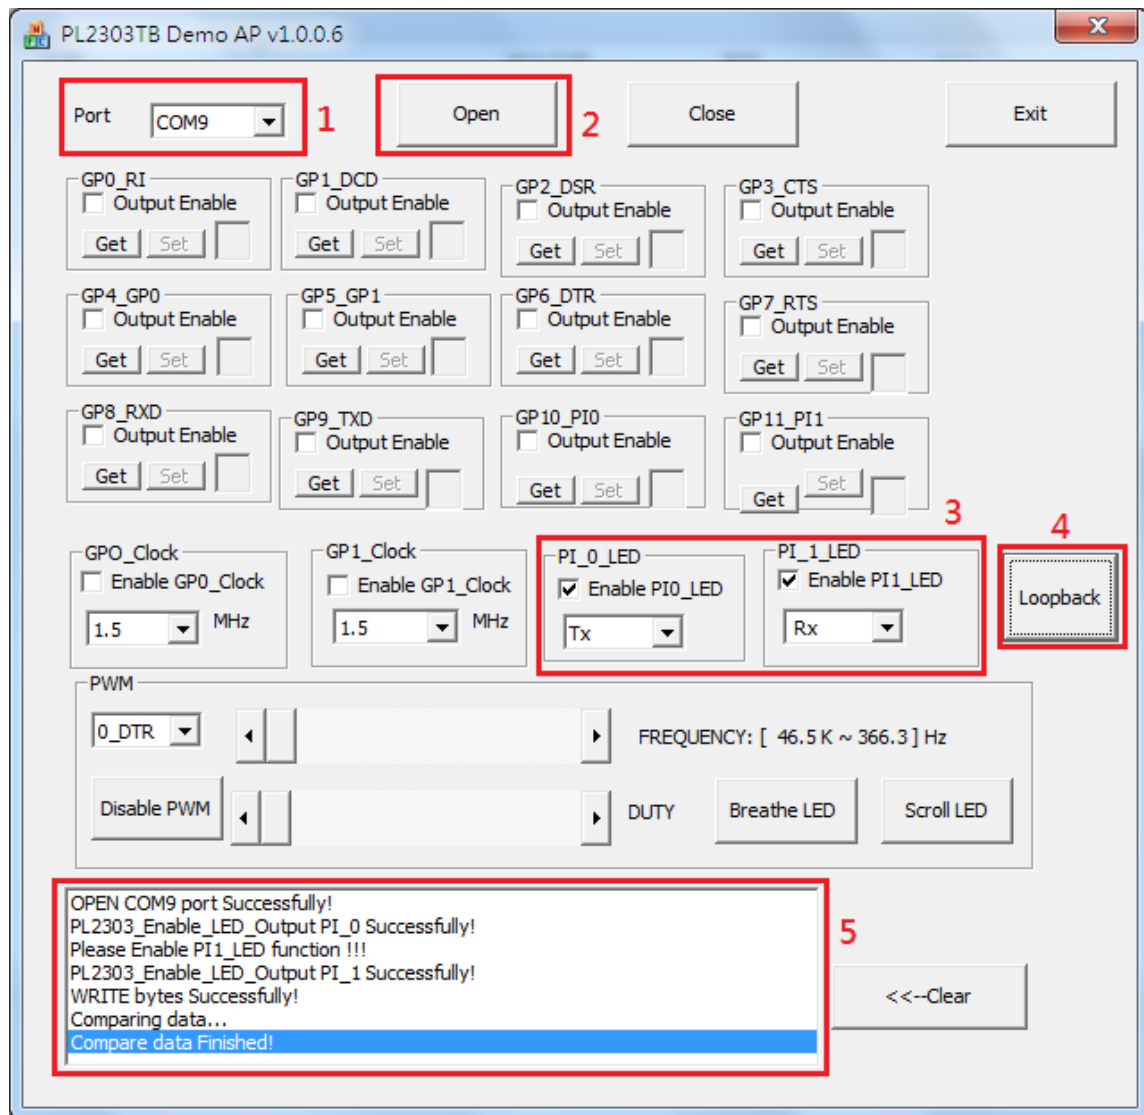 PL2303TB Demo AP v1.0.0.6
Port COM9 1 Open 2 Close Exit
GP0_RI GP1_DCD GP2_DSR GP3_CTS
Output Enable Output Enable Output Enable Output Enable
Get Set Get Set Get Set Get Set
GP4_GP0 GP5_GP1 GP6_DTR GP7_RTS
Output Enable Output Enable Output Enable Output Enable
Get Set Get Set Get Set Get Set
GP8_RXD GP9_TXD GP10_PI0 GP11_PI1
Output Enable Output Enable Output Enable Output Enable
Get Set Get Set Get Set Get Set
3 4
GPO_Clock GP1_Clock PI_0_LED PI_1_LED
Enable GP0_Clock Enable GP1_Clock Enable PI0_LED Enable PI1_LED
Loopback
1.5 MHz 1.5 MHz Tx Rx
PWM
0_DTR FREQUENCY: [ 46.5 K ~ 366.3 ] Hz
Disable PWM DUTY Breathe LED Scroll LED
OPEN COM9 port Successfully!
PL2303_Enable_LED_Output PI_0 Successfully!
Please Enable PI1_LED function !!!
PL2303_Enable_LED_Output PI_1 Successfully!
WRITE bytes Successfully!
Comparing data...
Compare data Finished!
5
<<--Clear